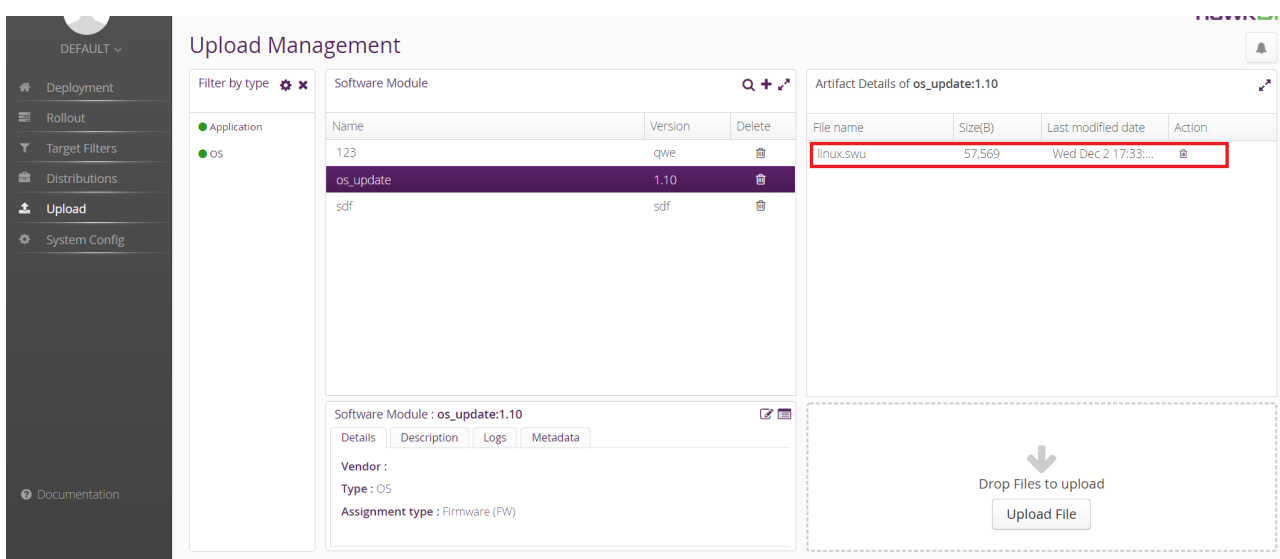 DEFAULT
Upload Management
Deployment
Rollout
Target Filters
Distributions
Upload
System Config
Documentation
Filter by type
Application
OS
Software Module
Name Version Delete
123 qwe
os_update 1.10
sdf sdf
Software Module : os_update:1.10
Details Description Logs Metadata
Vendor :
Type : OS
Assignment type : Firmware (FW)
Artifact Details of os_update:1.10
File name Size(B) Last modified date Action
linux.swu 57,569 Wed Dec 2 17:33:...
Drop Files to upload
Upload File